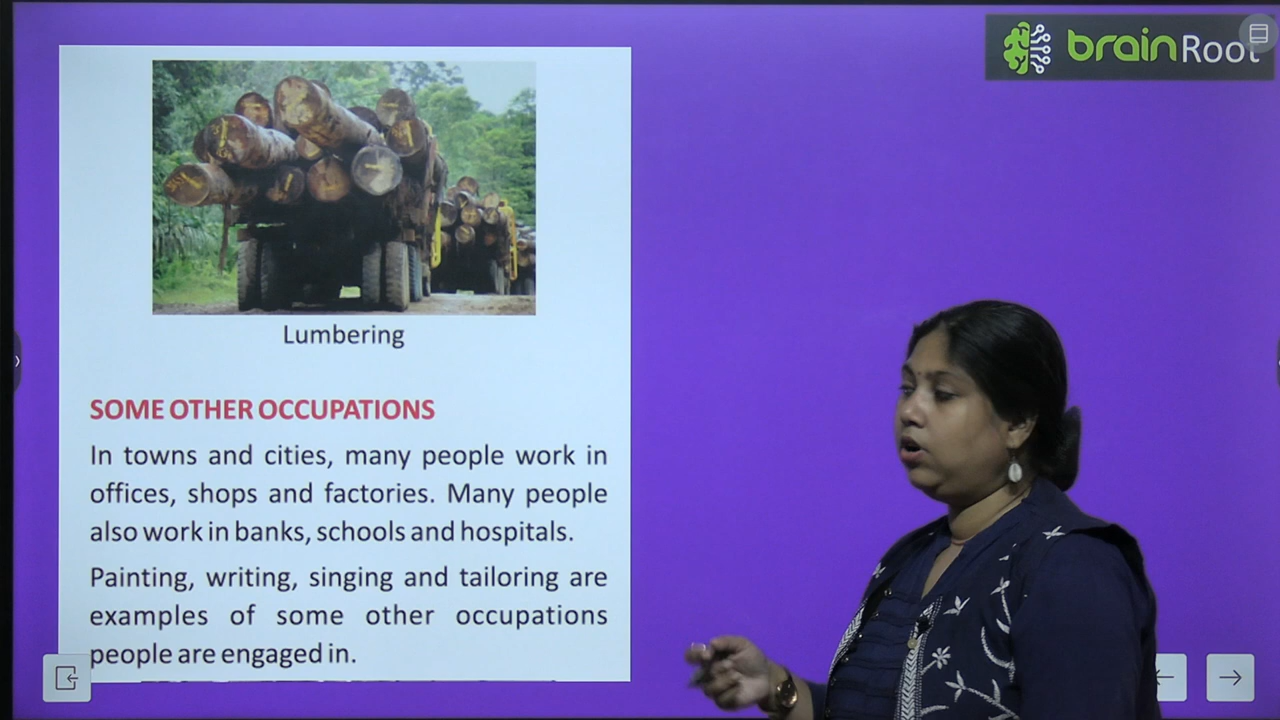 brainRoot
Lumbering
SOME OTHER OCCUPATIONS
In towns and cities, many people work in
offices, shops and factories. Many people
also work in banks, schools and hospitals.
Painting, writing, singing and tailoring are
examples of some other occupations
people are engaged in.